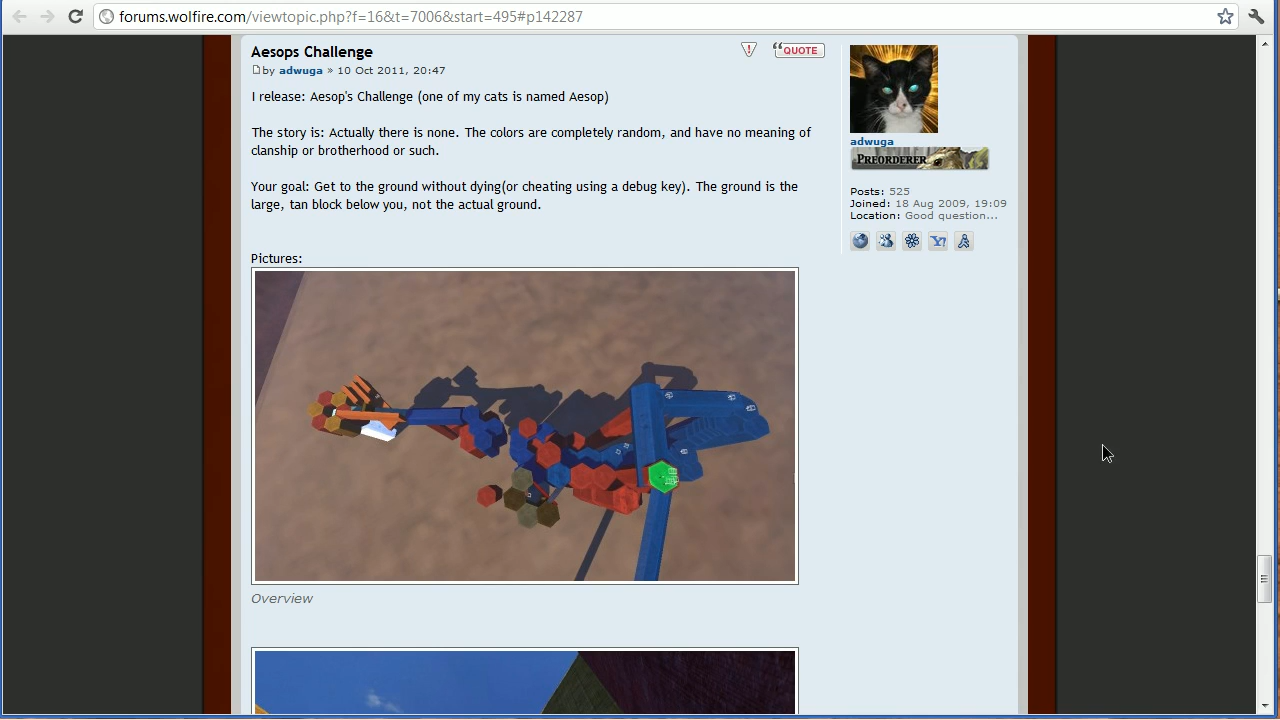 forums.wolfire.com/viewtopic.php?f=16&t=7006&start=495#p142287
Aesops Challenge
by adwuga » 10 Oct 2011, 20:47
QUOTE
I release: Aesop's Challenge (one of my cats is named Aesop)
The story is: Actually there is none. The colors are completely random, and have no meaning of
clanship or brotherhood or such.
Your goal: Get to the ground without dying(or cheating using a debug key). The ground is the
large, tan block below you, not the actual ground.
Pictures:
Overview
adwuga
PREORDERER
Posts: 525
Joined: 18 Aug 2009, 19:09
Location: Good question...